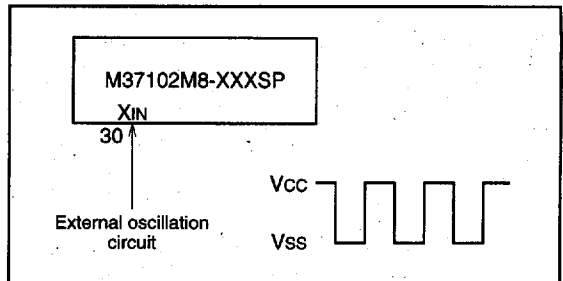 M37102M8-XXXSP
XIN
30
External oscillation
circuit
Vcc
Vss